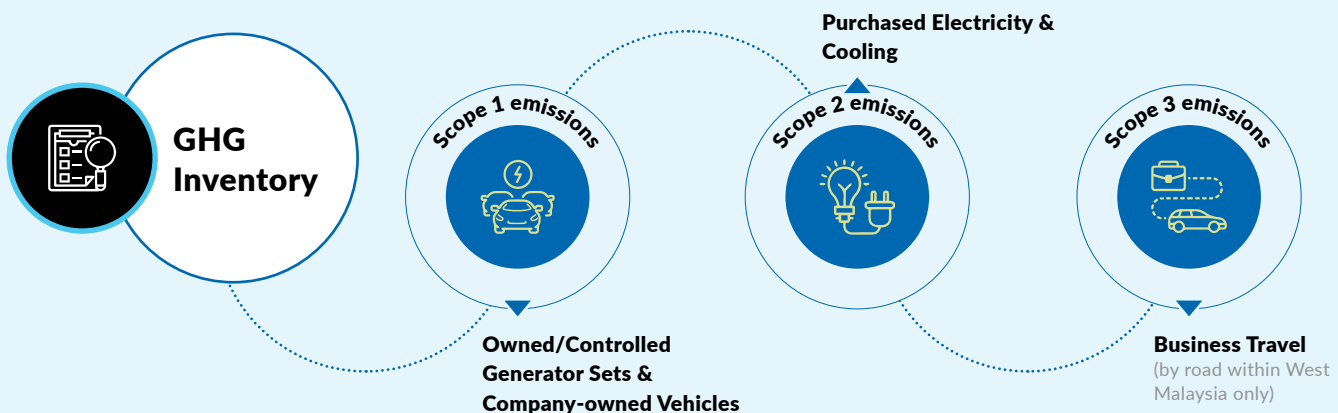 GHG
Inventory
Scope 1 emissions
Owned/Controlled
Generator Sets &
Company-owned Vehicles
Purchased Electricity &
Cooling
Scope 2 emissions
Scope 3 emissions
Business Travel
(by road within West
Malaysia only)